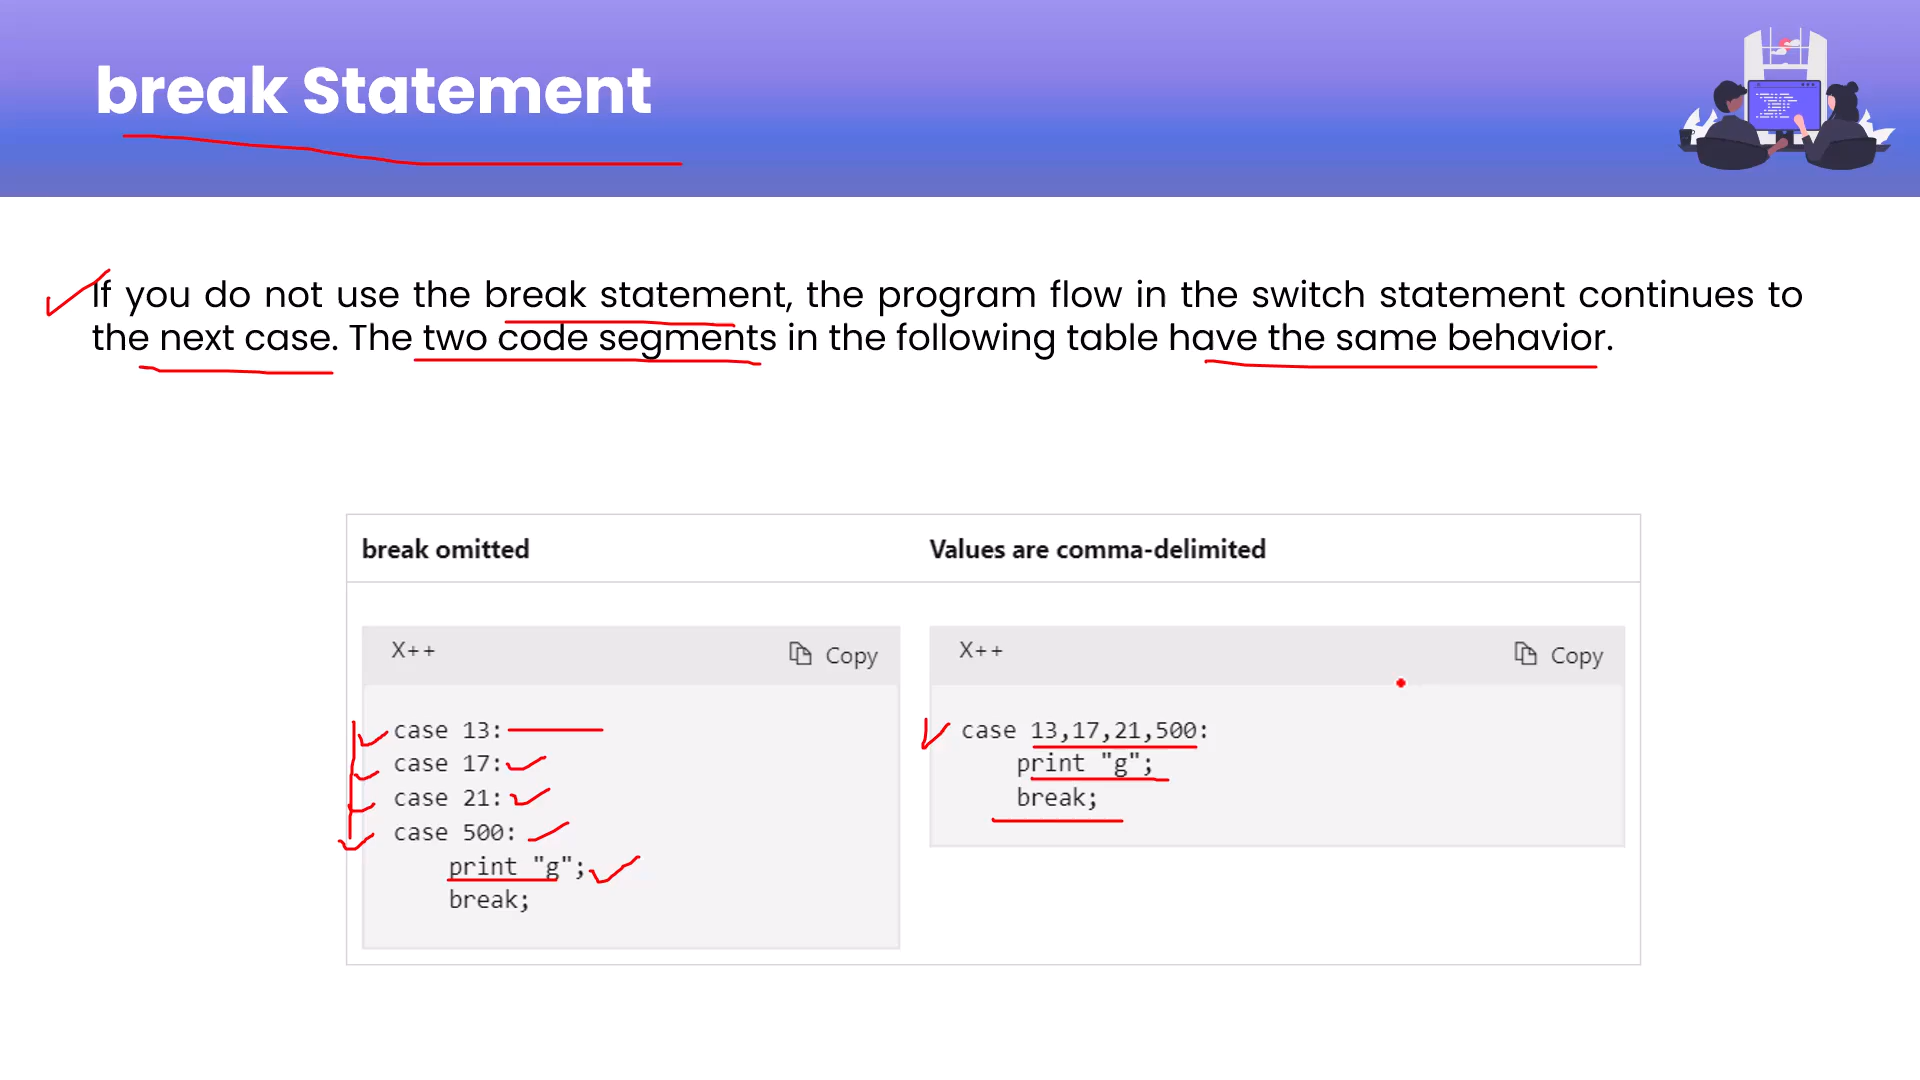 break Statement
If you do not use the break statement, the program flow in the switch statement continues to
the next case. The two code segments in the following table have the same behavior.
break omitted
Values are comma-delimited
X++
Copy
case 13:
case 17:
case 21:
case 500:
print "g";
break;
X++
Copy
case 13,17,21,500:
print "g";
break;